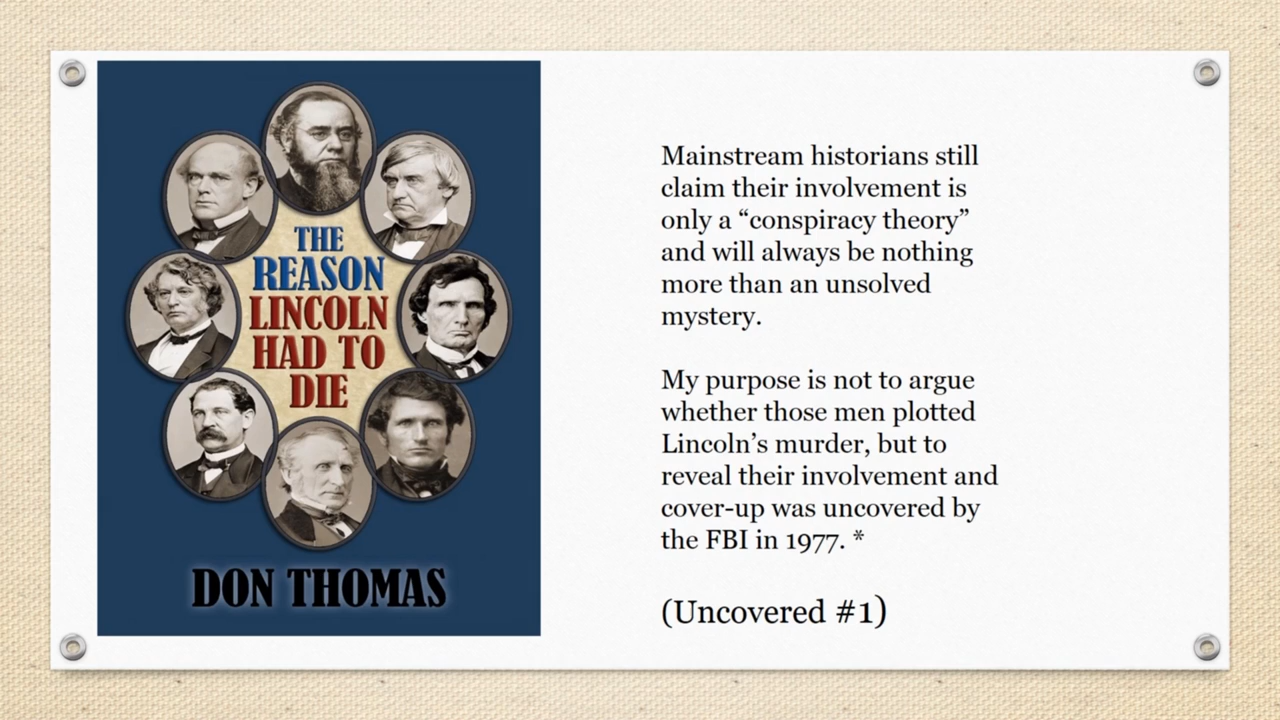 THE
REASON
LINCOLN
HAD TO
DIE
DON THOMAS
Mainstream historians still
claim their involvement is
only a “conspiracy theory”
and will always be nothing
more than an unsolved
mystery.
My purpose is not to argue
whether those men plotted
Lincoln’s murder, but to
reveal their involvement and
cover-up was uncovered by
the FBI in 1977. *
(Uncovered #1)